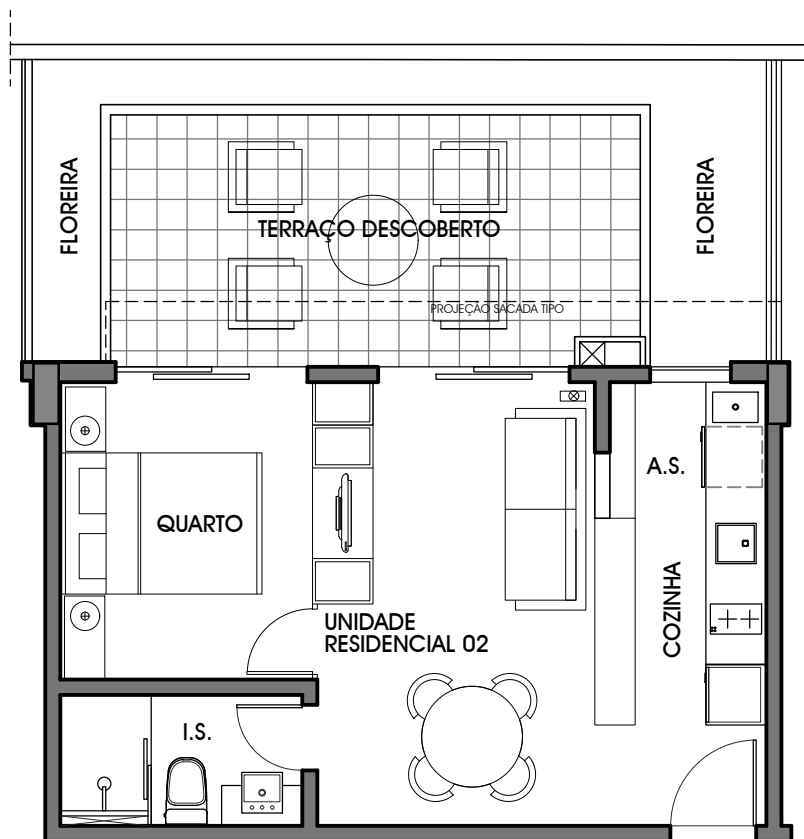 FLOREIRA
TERRAÇO DESCOBERTO
FLOREIRA
PROJEÇÃO SACADA TIPO
A.S.
QUARTO
COZINHA
UNIDADE
RESIDENCIAL 02
I.S.